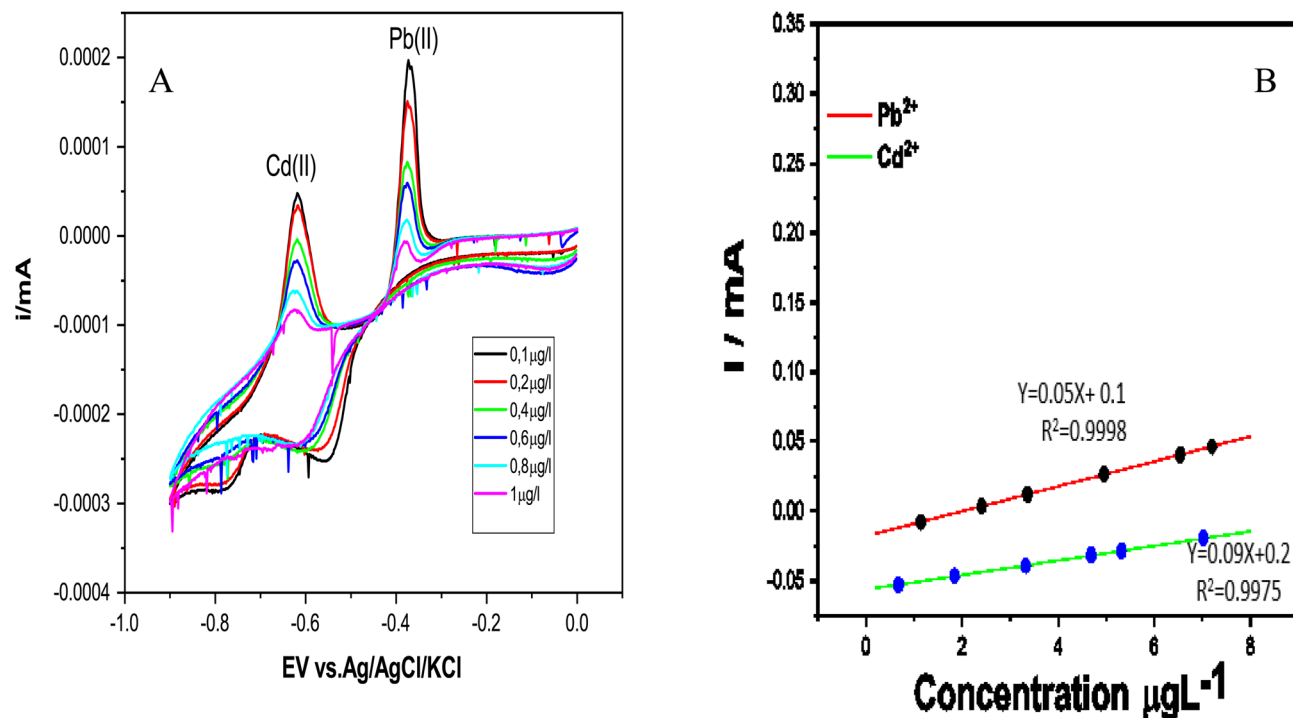 A
Cd(II)
Pb(II)
0.0002
0.0001
0.0000
-0.0001
-0.0002
-0.0003
-0.0004
i/mA
0,1µg/l
0,2µg/l
0,4µg/l
0,6µg/l
0,8µg/l
1µg/l
-1.0 -0.8 -0.6 -0.4 -0.2 0.0
EV vs.Ag/AgCl/KCl
B
0.35
0.30
0.25
0.20
0.15
0.10
0.05
0.00
-0.05
I / mA
Pb²⁺
Cd²⁺
Y=0.05X+ 0.1
R²=0.9998
Y=0.09X+0.2
R²=0.9975
0 2 4 6 8
Concentration µgL⁻¹